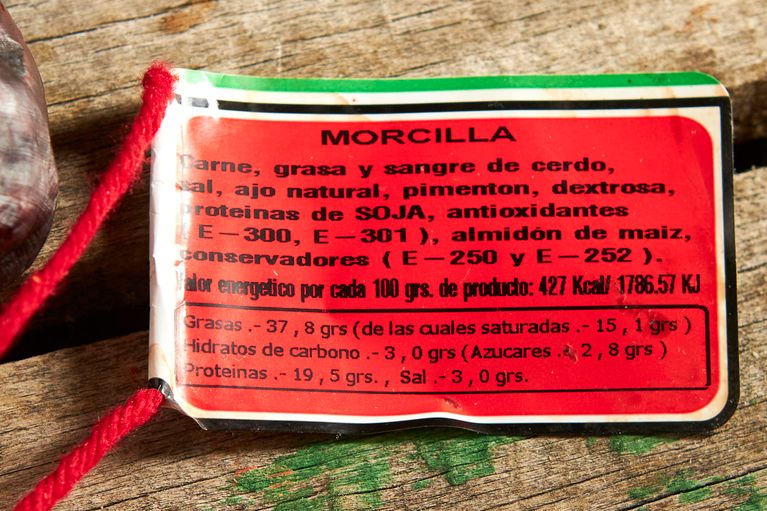 MORCILLA
Carne, grasa y sangre de cerdo,
sal, ajo natural, pimenton, dextrosa,
proteinas de SOJA, antioxidantes
( E-300, E-301 ), almidón de maiz,
conservadores ( E-250 y E-252 ).
Valor energetico por cada 100 grs. de producto: 427 Kcal/ 1786.57 KJ
Grasas .- 37 , 8 grs (de las cuales saturadas .- 15 , 1 grs )
Hidratos de carbono .- 3 , 0 grs ( Azucares .- 2 , 8 grs )
Proteinas .- 19 , 5 grs. , Sal .- 3 , 0 grs.